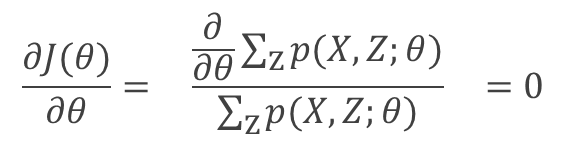 ∂J(θ)/∂θ = (∂/∂θ ∑_Z p(X, Z; θ))/(∑_Z p(X, Z; θ)) = 0